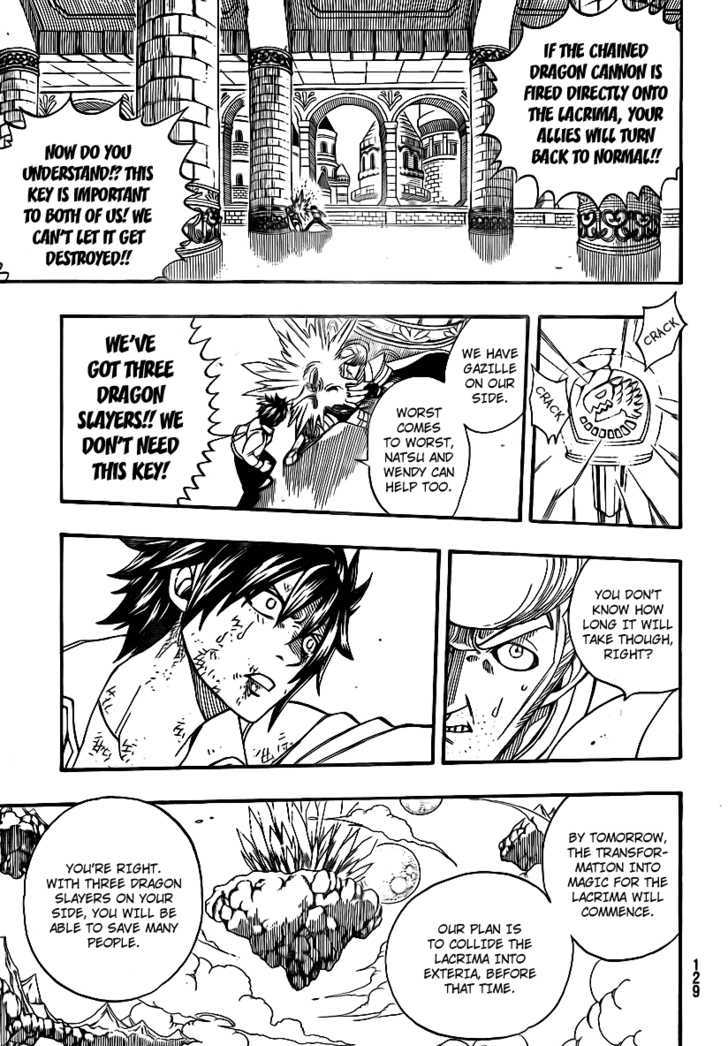 IF THE CHAINED
DRAGON CANNON IS
FIRED DIRECTLY ONTO
THE LACRIMA, YOUR
ALLIES WILL TURN
BACK TO NORMAL!!
NOW DO YOU
UNDERSTAND!? THIS
KEY IS IMPORTANT
TO BOTH OF US! WE
CAN'T LET IT GET
DESTROYED!!
CRACK
CRACK
WE HAVE
GAZILLE
ON OUR
SIDE.
WORST
COMES
TO WORST,
NATSU AND
WENDY CAN
HELP TOO.
WE'VE
GOT THREE
DRAGON
SLAYERS!! WE
DON'T NEED
THIS KEY!
YOU DON'T
KNOW HOW
LONG IT WILL
TAKE THOUGH,
RIGHT?
BY TOMORROW,
THE TRANSFOR-
MATION INTO
MAGIC FOR THE
LACRIMA WILL
COMMENCE.
OUR PLAN IS
TO COLLIDE THE
LACRIMA INTO
EXTERIA, BEFORE
THAT TIME.
YOU'RE RIGHT.
WITH THREE DRAGON
SLAYERS ON YOUR
SIDE, YOU WILL BE
ABLE TO SAVE MANY
PEOPLE.
129